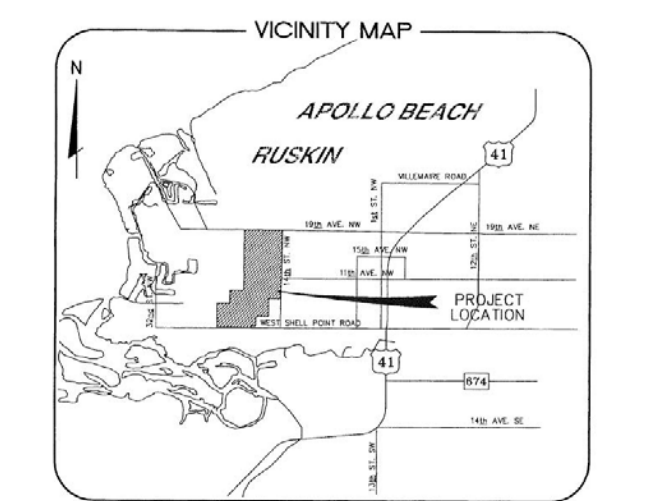 VICINITY MAP
N
APOLLO BEACH
RUSKIN
41
VILLEMAIRE ROAD
1st ST. NW
19th AVE. NW
12th ST. NE
19th AVE. NE
14th ST. NW
15th AVE. NW
11th AVE. NW
PROJECT
LOCATION
32nd
WEST SHELL POINT ROAD
41
674
14th AVE. SE
13th ST. SW